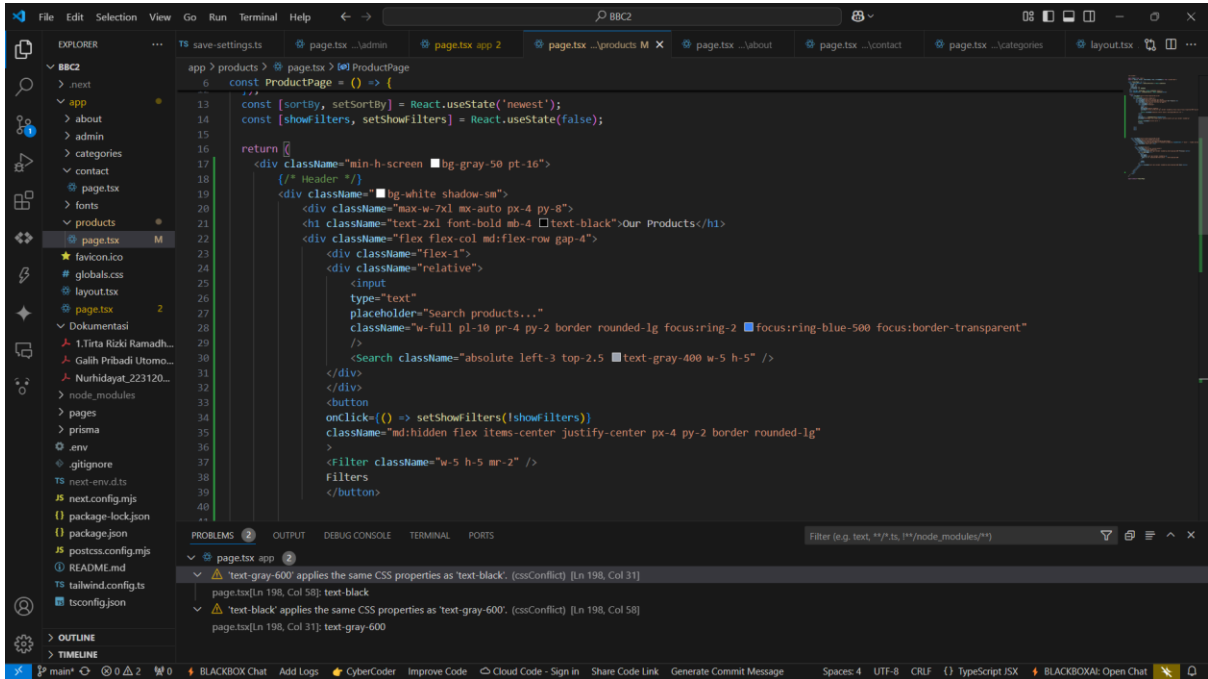 File Edit Selection View Go Run Terminal Help
BBC2
EXPLORER
BBC2
.next
app
about
admin
categories
contact
page.tsx
fonts
products
page.tsx M
favicon.ico
globals.css
layout.tsx
page.tsx 2
Dokumentasi
1.Tirta Rizki Ramadh...
Galih Pribadi Utomo...
Nurhidayat_223120...
node_modules
pages
prisma
.env
.gitignore
TS next-env.d.ts
JS next.config.mjs
{} package-lock.json
{} package.json
JS postcss.config.mjs
README.md
TS tailwind.config.ts
tsconfig.json
OUTLINE
TIMELINE
TS save-settings.ts page.tsx ...\admin page.tsx app 2 page.tsx ...\products M page.tsx ...\about page.tsx ...\contact page.tsx ...\categories layout.tsx
app > products > page.tsx > ProductPage
6 const ProductPage = () => {
13 const [sortBy, setSortBy] = React.useState('newest');
14 const [showFilters, setShowFilters] = React.useState(false);
15
16 return (
17 <div className="min-h-screen bg-gray-50 pt-16">
18 {/* Header */}
19 <div className="bg-white shadow-sm">
20 <div className="max-w-7xl mx-auto px-4 py-8">
21 <h1 className="text-2xl font-bold mb-4 text-black">Our Products</h1>
22 <div className="flex flex-col md:flex-row gap-4">
23 <div className="flex-1">
24 <div className="relative">
25 <input
26 type="text"
27 placeholder="Search products..."
28 className="w-full pl-10 pr-4 py-2 border rounded-lg focus:ring-2 focus:ring-blue-500 focus:border-transparent"
29 />
30 <Search className="absolute left-3 top-2.5 text-gray-400 w-5 h-5" />
31 </div>
32 </div>
33 <button
34 onClick={() => setShowFilters(!showFilters)}
35 className="md:hidden flex items-center justify-center px-4 py-2 border rounded-lg"
36 >
37 <Filter className="w-5 h-5 mr-2" />
38 Filters
39 </button>
40
PROBLEMS 2 OUTPUT DEBUG CONSOLE TERMINAL PORTS
Filter (e.g. text, **/*.ts, !**/node_modules/**)
page.tsx app 2
'text-gray-600' applies the same CSS properties as 'text-black'. (cssConflict) [Ln 198, Col 31]
page.tsx[Ln 198, Col 58]: text-black
'text-black' applies the same CSS properties as 'text-gray-600'. (cssConflict) [Ln 198, Col 58]
page.tsx[Ln 198, Col 31]: text-gray-600
main* 0 2 0 BLACKBOX Chat Add Logs CyberCoder Improve Code Cloud Code - Sign in Share Code Link Generate Commit Message Spaces: 4 UTF-8 CRLF {} TypeScript JSX BLACKBOXAI: Open Chat